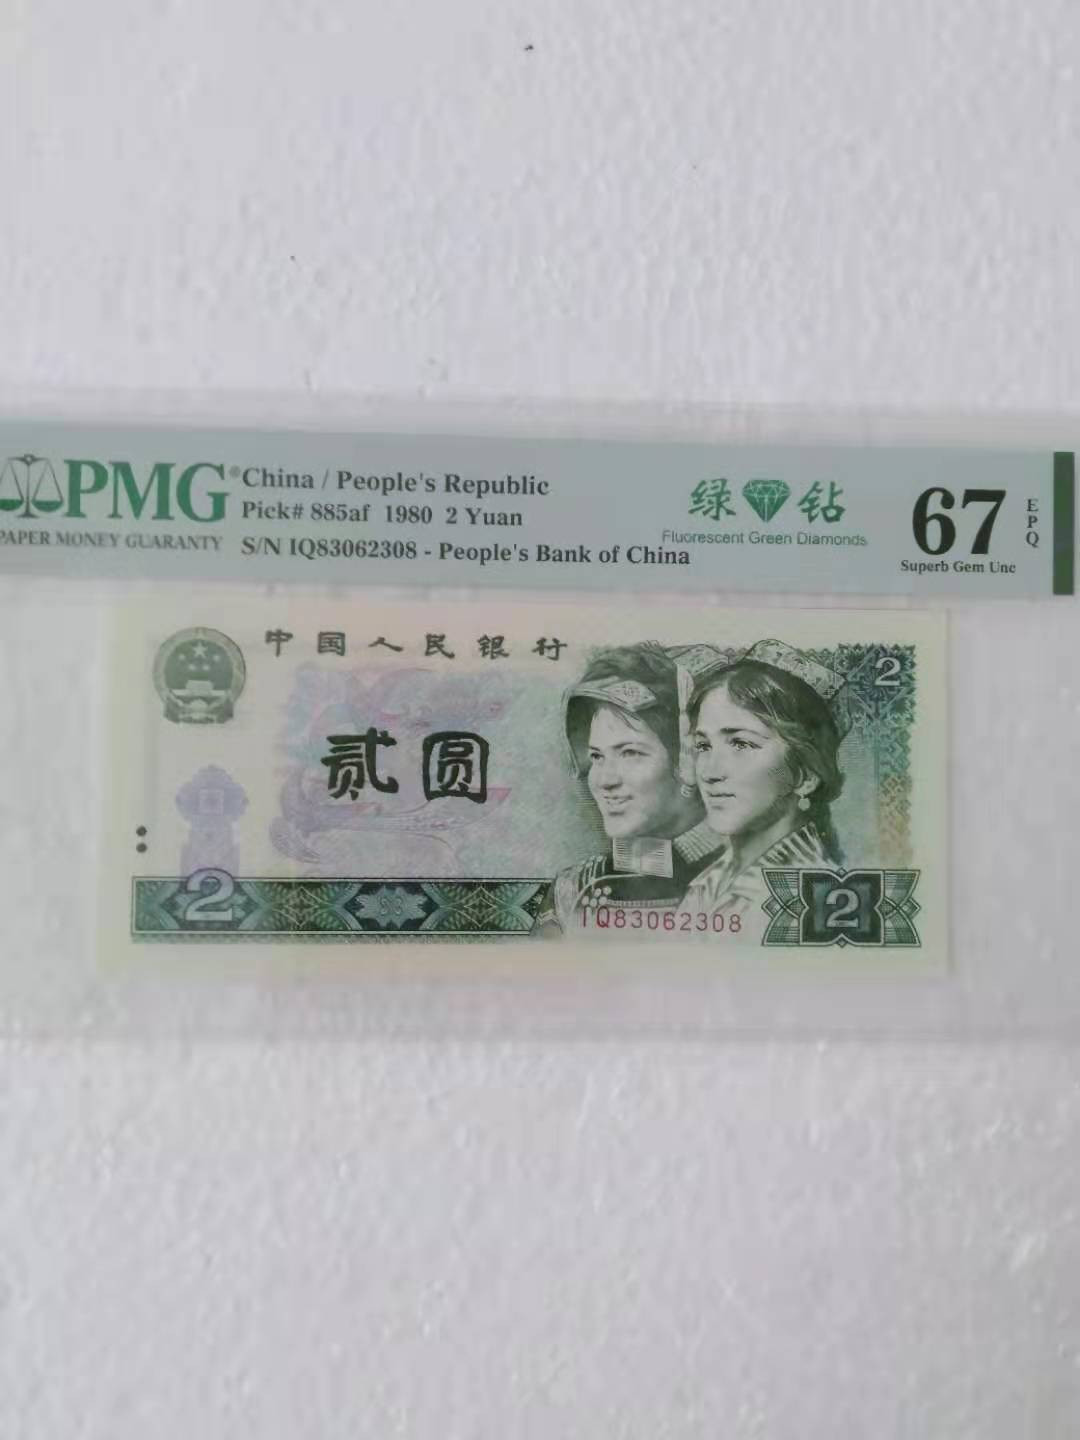 PMG®
PAPER MONEY GUARANTY
China / People's Republic
Pick# 885af 1980 2 Yuan
S/N IQ83062308 - People's Bank of China
绿钻
Fluorescent Green Diamonds
67
EPQ
Superb Gem Unc
中国人民银行
2
贰圆
2
IQ83062308
2